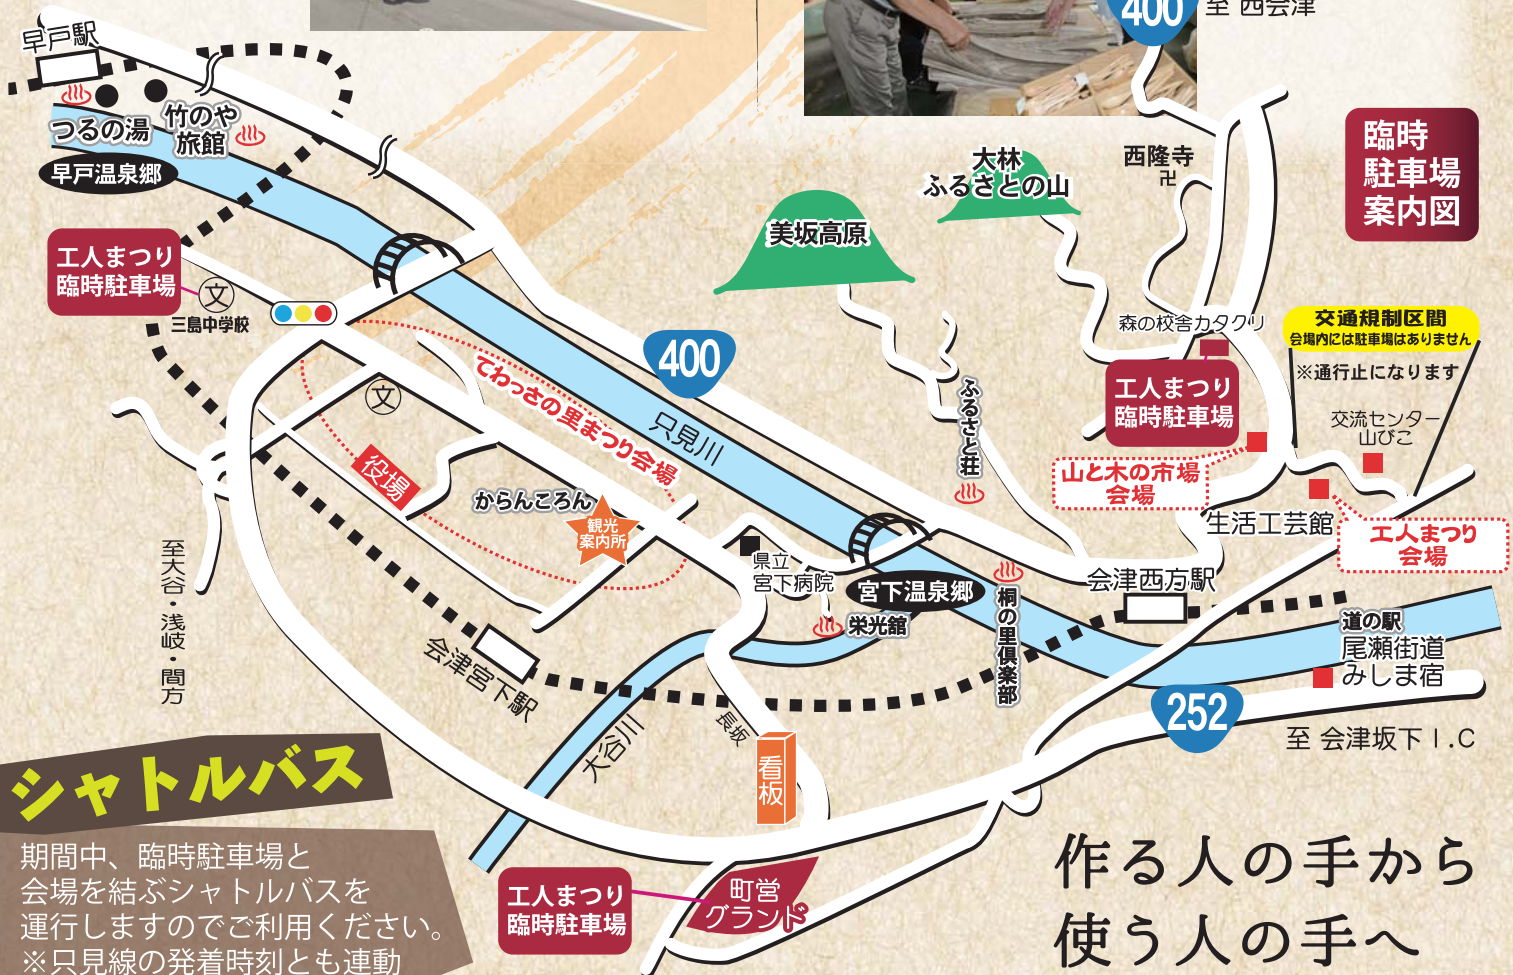 400
至 西会津
早戸駅
つるの湯
竹のや
旅館
早戸温泉郷
大林
ふるさとの山
西隆寺
卍
臨時
駐車場
案内図
美坂高原
工人まつり
臨時駐車場
文
三島中学校
400
森の校舎カタクリ
交通規制区間
会場内には駐車場はありません
※通行止になります
工人まつり
臨時駐車場
交流センター
山びこ
文
てわっさの里まつり会場
只見川
ふるさと荘
山と木の市場
会場
役場
からんころん
観光
案内所
生活工芸館
工人まつり
会場
県立
宮下病院
宮下温泉郷
会津西方駅
栄光舘
桐の里倶楽部
道の駅
尾瀬街道
みしま宿
至大谷・浅岐・間方
会津宮下駅
252
長坂
大谷川
至 会津坂下I.C
看板
シャトルバス
期間中、臨時駐車場と
会場を結ぶシャトルバスを
運行しますのでご利用ください。
※只見線の発着時刻とも連動
工人まつり
臨時駐車場
町営
グランド
作る人の手から
使う人の手へ